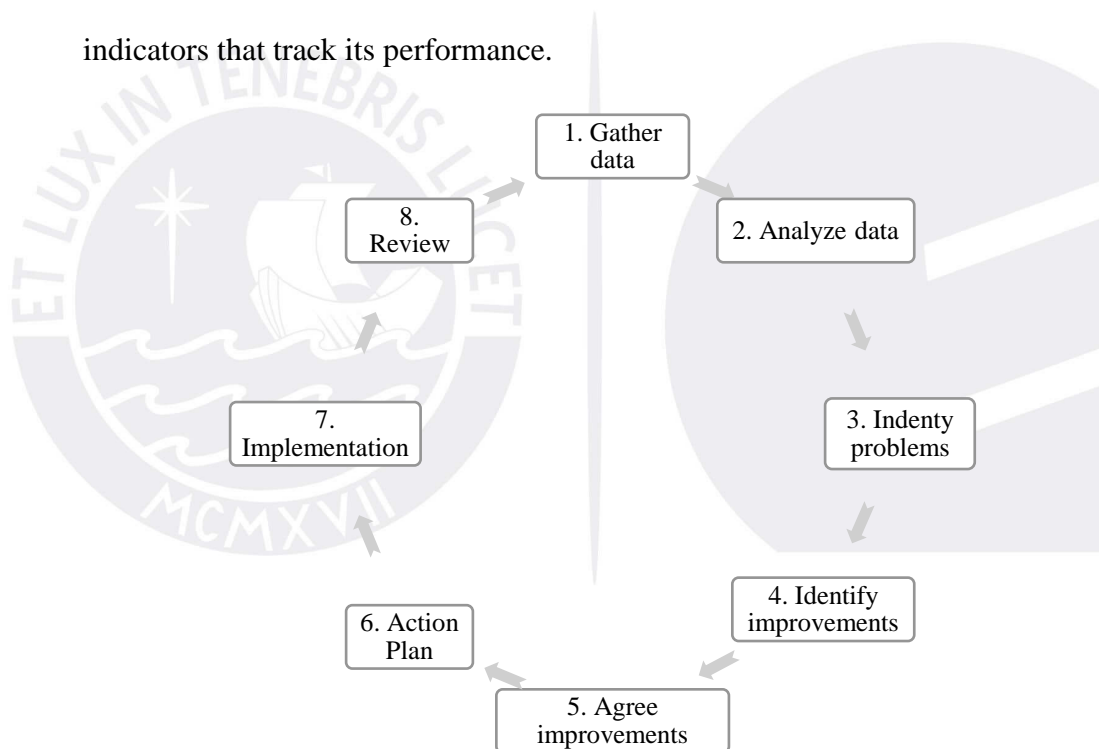 indicators that track its performance.
ET LUX IN TENEBRIS LUCET
MCMXVII
1. Gather
data
2. Analyze data
3. Indenty
problems
4. Identify
improvements
5. Agree
improvements
6. Action
Plan
7.
Implementation
8.
Review